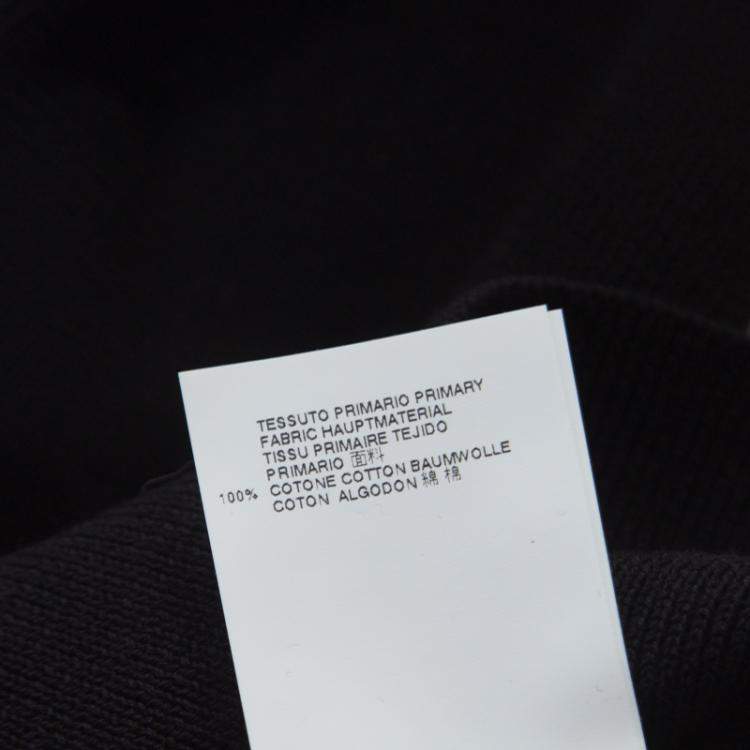 TESSUTO PRIMARIO PRIMARY
FABRIC HAUPTMATERIAL
TISSU PRIMAIRE TEJIDO
PRIMARIO 面料
100% COTONE COTTON BAUMWOLLE
COTON ALGODON 綿 棉